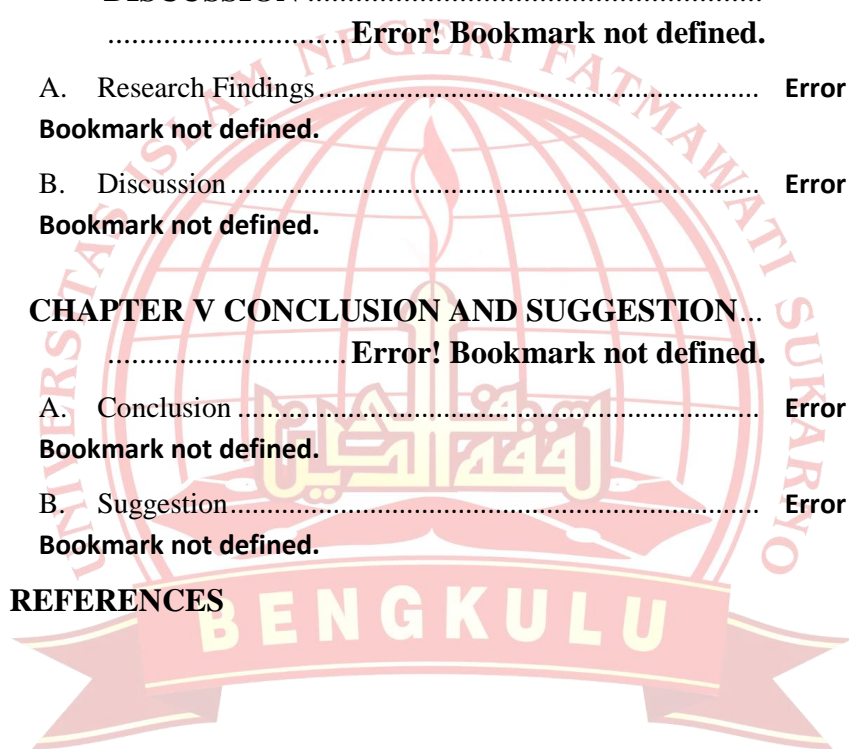 DISCUSSION ..........................................................
.............................. Error! Bookmark not defined.
A. Research Findings ......................................................... Error
Bookmark not defined.
B. Discussion .................................................................... Error
Bookmark not defined.
CHAPTER V CONCLUSION AND SUGGESTION...
.............................. Error! Bookmark not defined.
A. Conclusion ................................................................... Error
Bookmark not defined.
B. Suggestion .................................................................... Error
Bookmark not defined.
REFERENCES
UNIVERSITAS ISLAM NEGERI FATMAWATI SUKARNO
BENGKULU